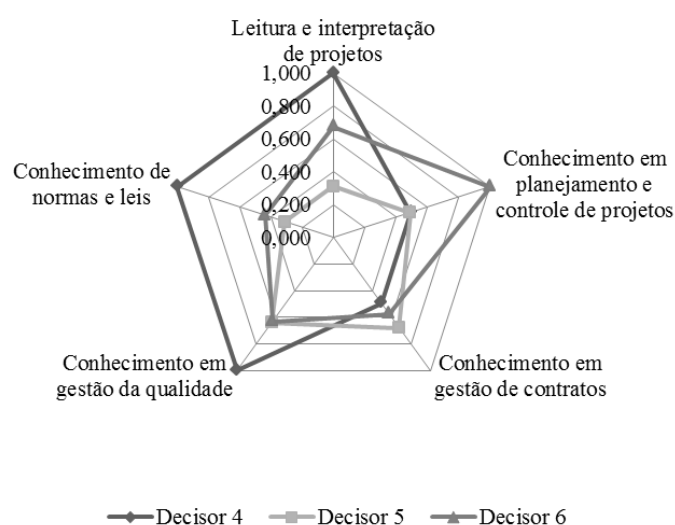 Leitura e interpretação
de projetos
1,000
0,800
0,600
0,400
0,200
0,000
Conhecimento em
planejamento e
controle de projetos
Conhecimento em
gestão de contratos
Conhecimento em
gestão da qualidade
Conhecimento de
normas e leis
Decisor 4 Decisor 5 Decisor 6